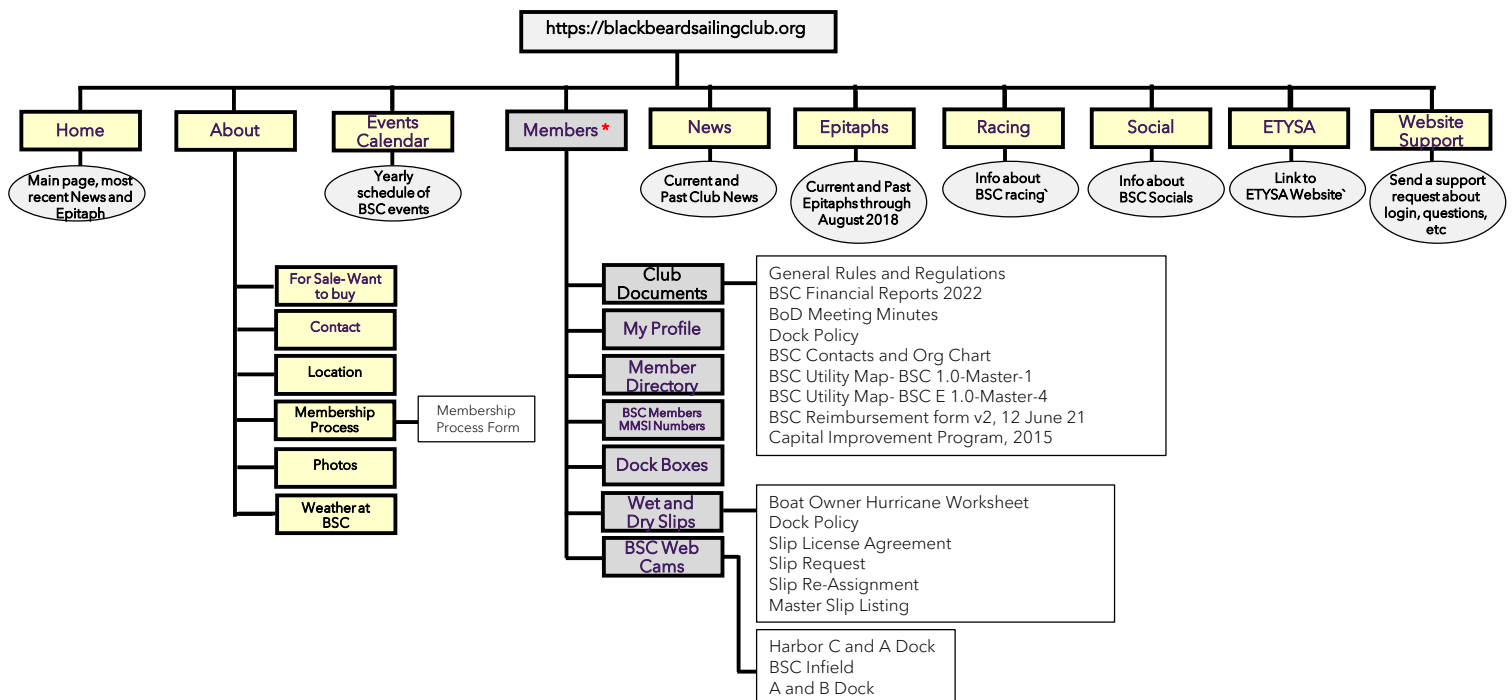 https://blackbeardsailingclub.org
Home
About
Events
Calendar
Members *
News
Epitaphs
Racing
Social
ETYSA
Website
Support
Main page, most
recent News and
Epitaph
Yearly
schedule of
BSC events
Current and
Past Club News
Current and Past
Epitaphs through
August 2018
Info about
BSC racing`
Info about
BSC Socials
Link to
ETYSA Website`
Send a support
request about
login, questions,
etc
For Sale-Want
to buy
Contact
Location
Membership
Process
Membership
Process Form
Photos
Weather at
BSC
Club
Documents
My Profile
Member
Directory
BSC Members
MMSI Numbers
Dock Boxes
Wet and
Dry Slips
BSC Web
Cams
General Rules and Regulations
BSC Financial Reports 2022
BoD Meeting Minutes
Dock Policy
BSC Contacts and Org Chart
BSC Utility Map- BSC 1.0-Master-1
BSC Utility Map- BSC E 1.0-Master-4
BSC Reimbursement form v2, 12 June 21
Capital Improvement Program, 2015
Boat Owner Hurricane Worksheet
Dock Policy
Slip License Agreement
Slip Request
Slip Re-Assignment
Master Slip Listing
Harbor C and A Dock
BSC Infield
A and B Dock